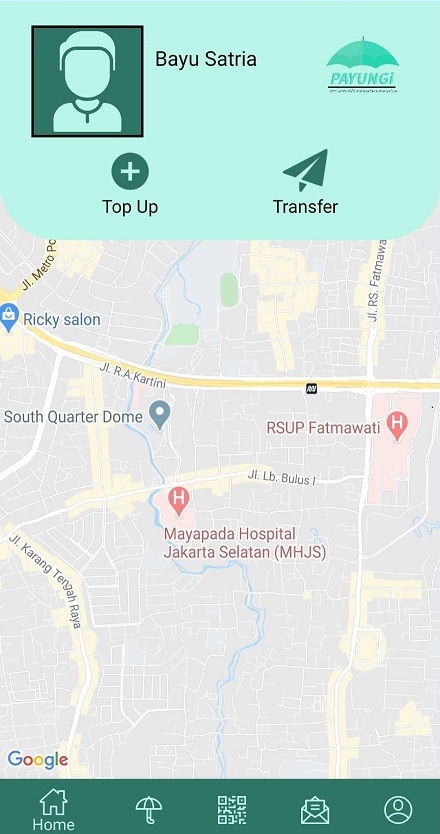 Bayu Satria
PAYUNGi
Top Up
Transfer
Jl. Metro Po
Jl. RS. Fatmawa
Ricky salon
Jl. R.A.Kartini
South Quarter Dome
RSUP Fatmawati
Jl. Lb. Bulus I
Mayapada Hospital
Jakarta Selatan (MHJS)
Jl. Karang Tengah Raya
Google
Home